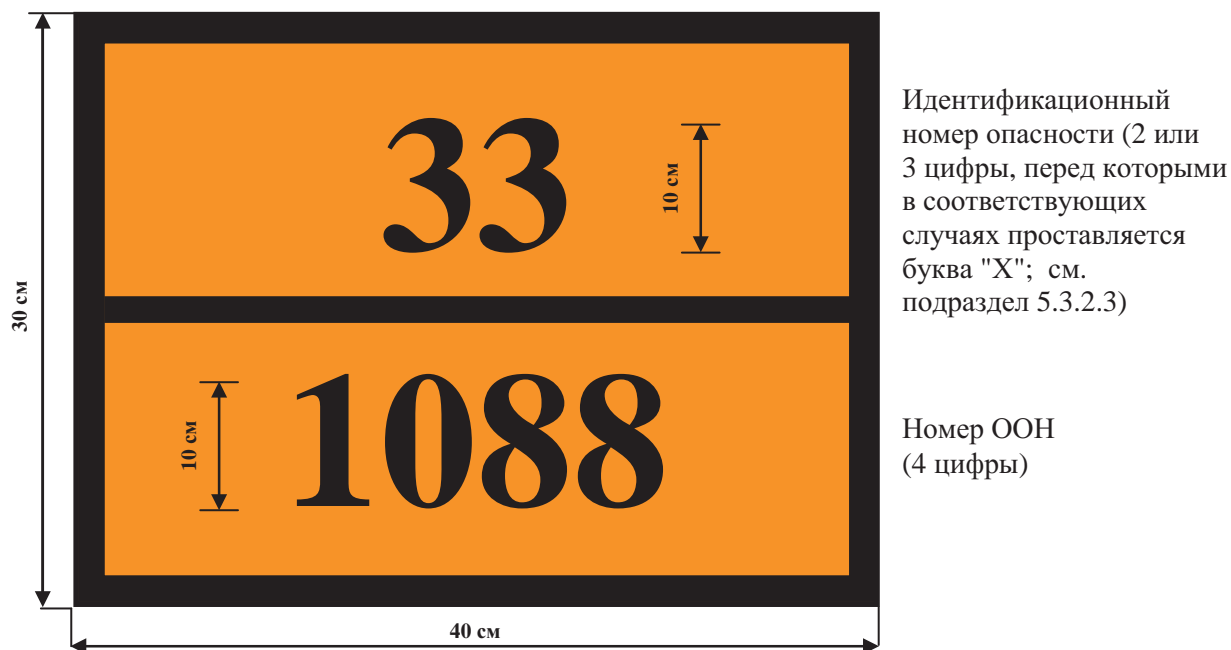 33
10 см
Идентификационный
номер опасности (2 или
3 цифры, перед которыми
в соответствующих
случаях проставляется
буква "X"; см.
подраздел 5.3.2.3)
30 см
1088
10 см
Номер ООН
(4 цифры)
40 см